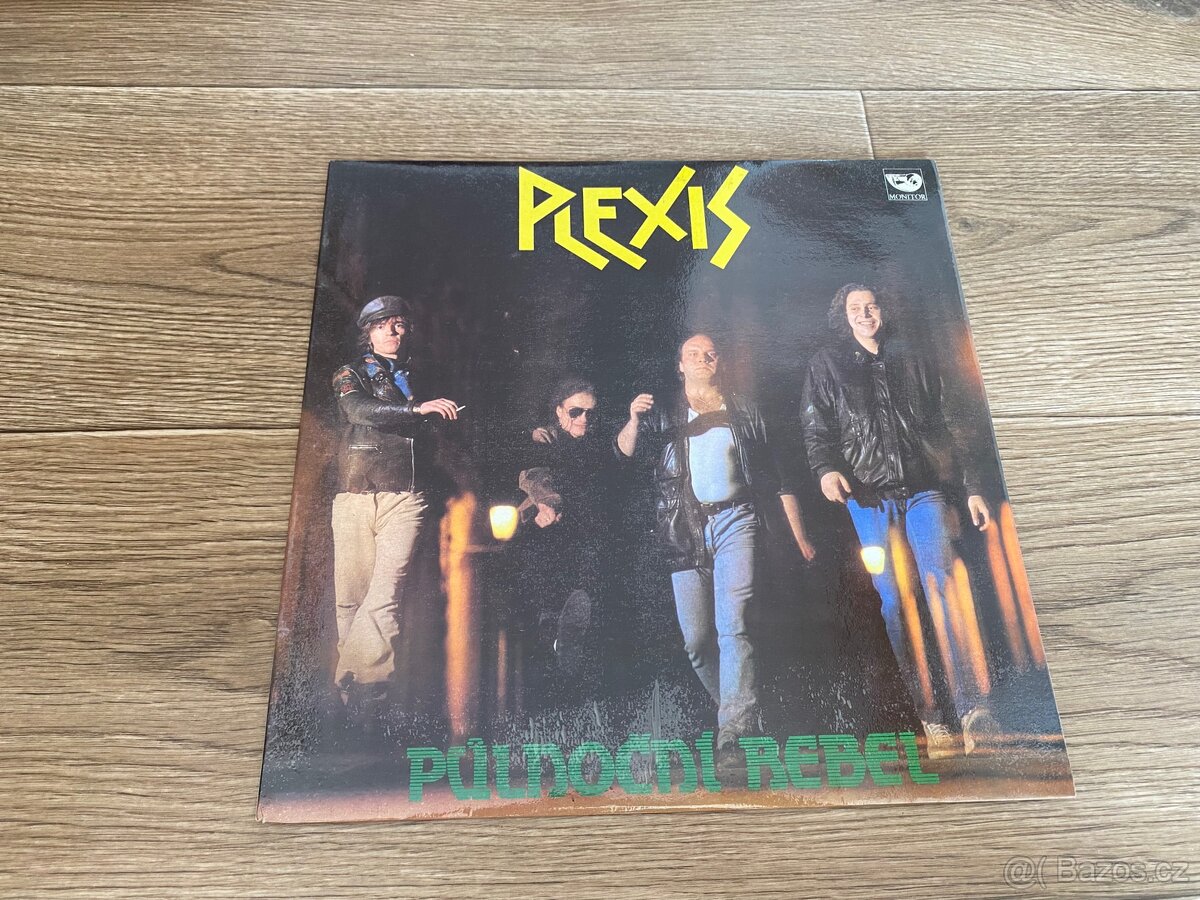 PLEXIS
MONITOR
PŮLNOČNÍ REBEL
@( Bazos.cz